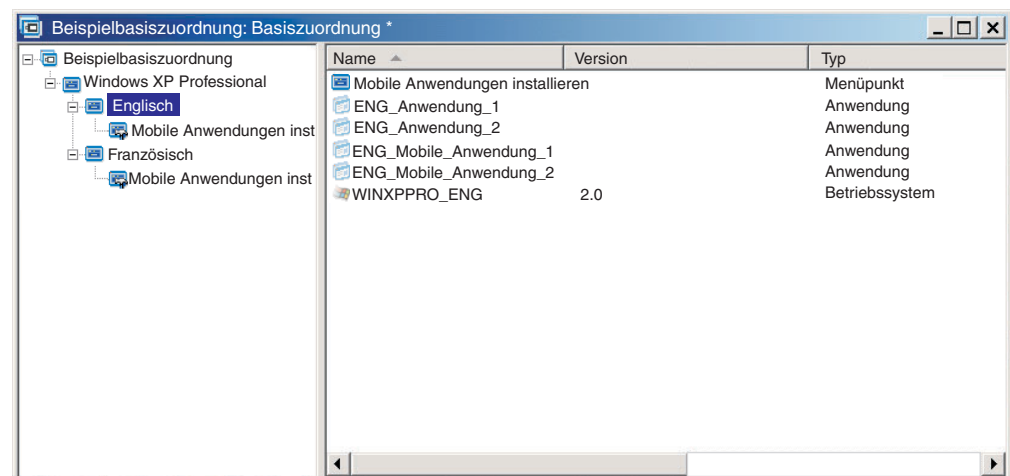 Beispielbasiszuordnung: Basiszuordnung *
Beispielbasiszuordnung
Windows XP Professional
Englisch
Mobile Anwendungen inst
Französisch
Mobile Anwendungen inst
Name Version Typ
Mobile Anwendungen installieren Menüpunkt
ENG_Anwendung_1 Anwendung
ENG_Anwendung_2 Anwendung
ENG_Mobile_Anwendung_1 Anwendung
ENG_Mobile_Anwendung_2 Anwendung
WINXPPRO_ENG 2.0 Betriebssystem